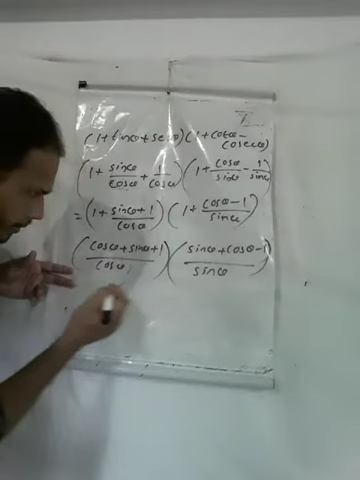 (1+tanθ+secθ)(1+cotθ-
cosecθ)
(1+sinθ/cosθ+1/cosθ)(1+cosθ/sinθ-1/sinθ)
=(1+sinθ+1/cosθ)(1+cosθ-1/sinθ)
(cosθ+sinθ+1/cosθ)(sinθ+cosθ-1/sinθ)